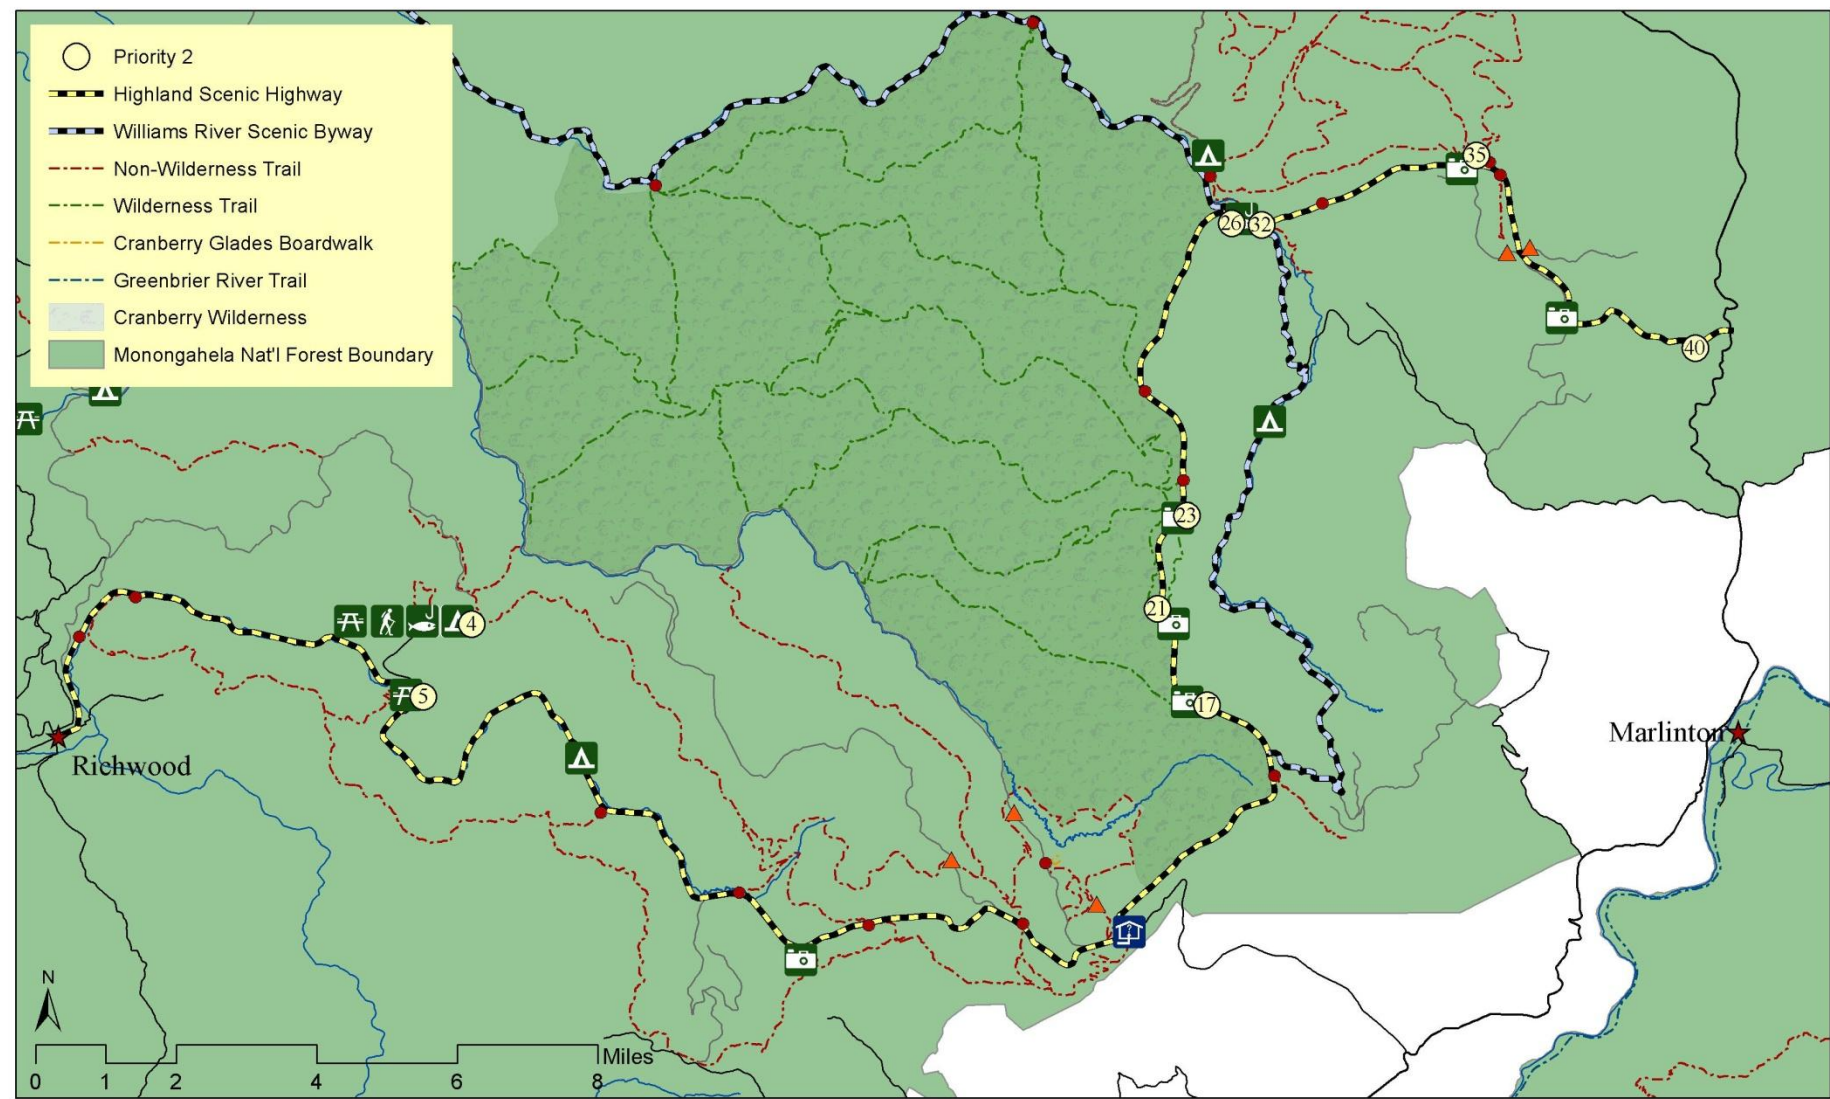 Priority 2
Highland Scenic Highway
Williams River Scenic Byway
Non-Wilderness Trail
Wilderness Trail
Cranberry Glades Boardwalk
Greenbrier River Trail
Cranberry Wilderness
Monongahela Nat'l Forest Boundary
35
26
32
40
23
21
4
5
17
Richwood
Marlinton
?
N
Miles
0 1 2 4 6 8